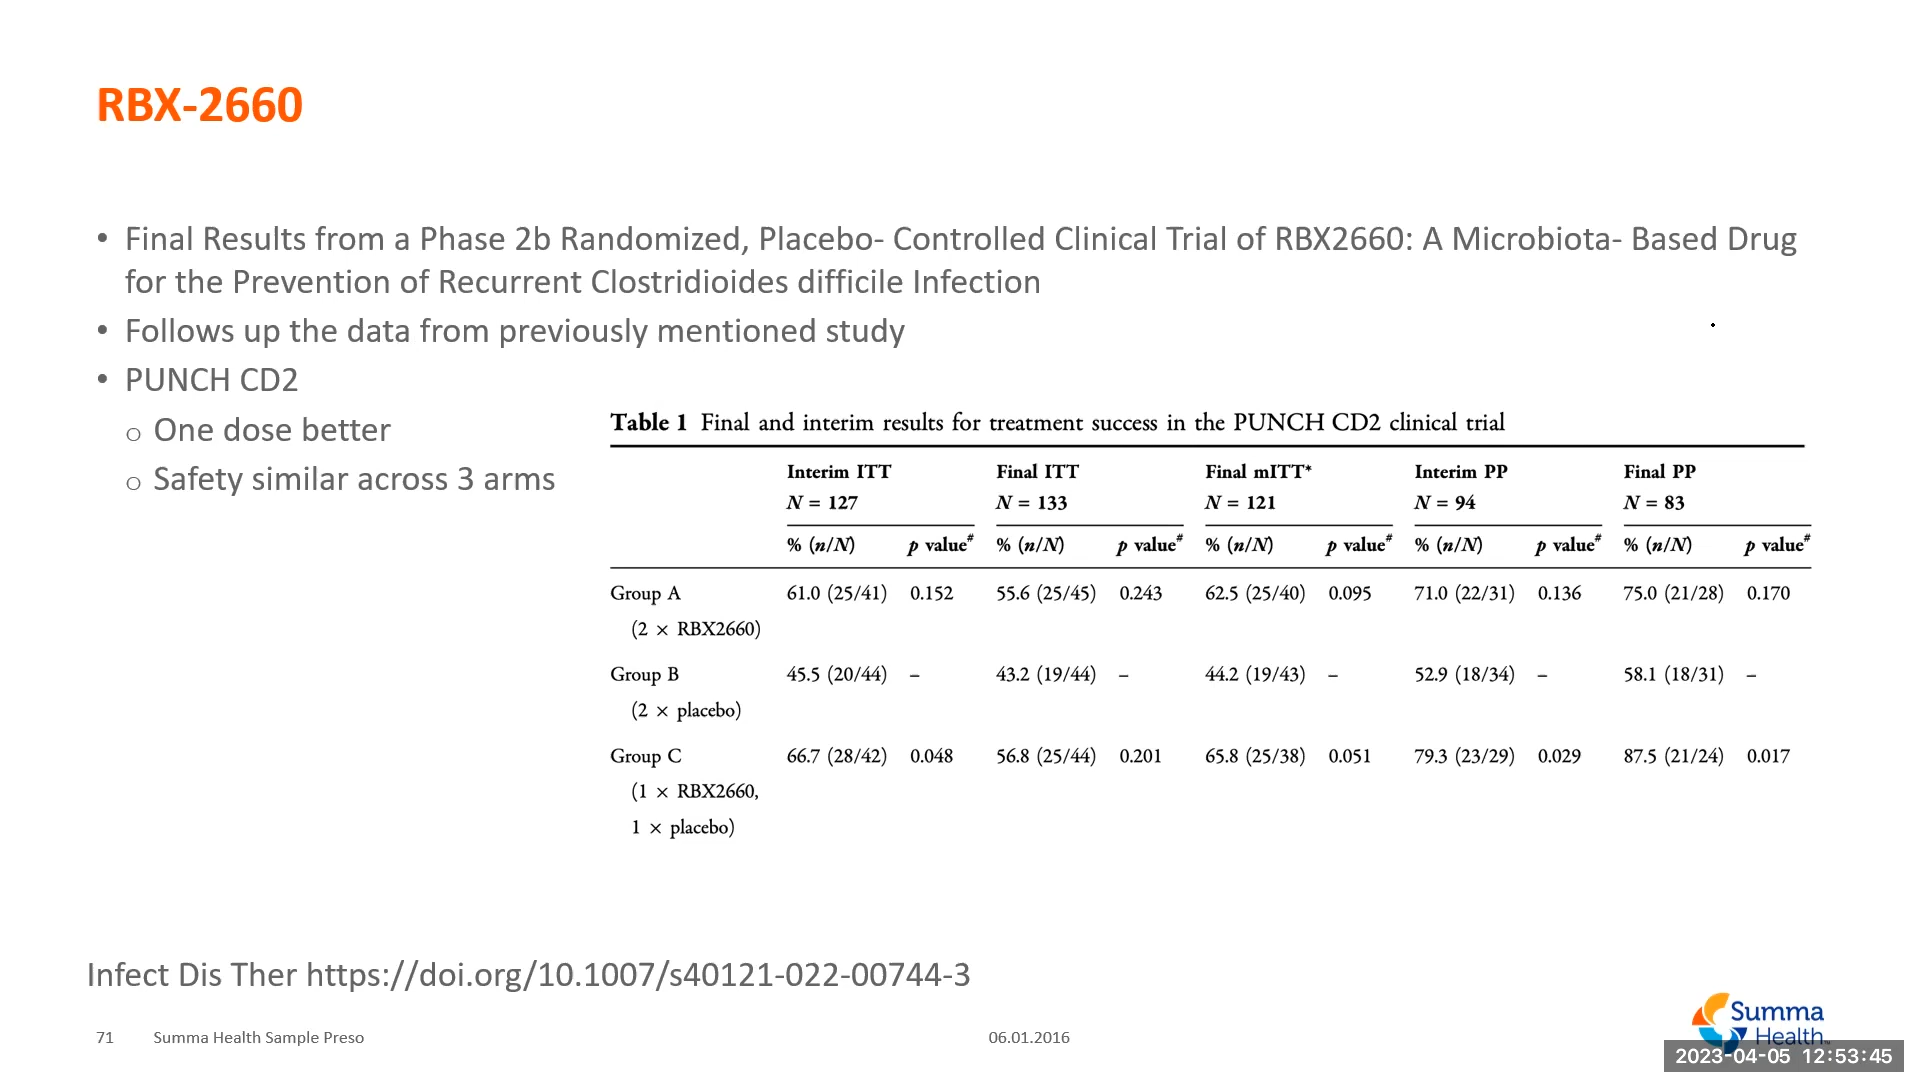 RBX-2660
• Final Results from a Phase 2b Randomized, Placebo- Controlled Clinical Trial of RBX2660: A Microbiota- Based Drug
for the Prevention of Recurrent Clostridioides difficile Infection
• Follows up the data from previously mentioned study
• PUNCH CD2
o One dose better
o Safety similar across 3 arms
Table 1 Final and interim results for treatment success in the PUNCH CD2 clinical trial
Interim ITT Final ITT Final mITT* Interim PP Final PP
N = 127 N = 133 N = 121 N = 94 N = 83
% (n/N) p value# % (n/N) p value# % (n/N) p value# % (n/N) p value# % (n/N) p value#
Group A 61.0 (25/41) 0.152 55.6 (25/45) 0.243 62.5 (25/40) 0.095 71.0 (22/31) 0.136 75.0 (21/28) 0.170
(2 × RBX2660)
Group B 45.5 (20/44) – 43.2 (19/44) – 44.2 (19/43) – 52.9 (18/34) – 58.1 (18/31) –
(2 × placebo)
Group C 66.7 (28/42) 0.048 56.8 (25/44) 0.201 65.8 (25/38) 0.051 79.3 (23/29) 0.029 87.5 (21/24) 0.017
(1 × RBX2660,
1 × placebo)
Infect Dis Ther https://doi.org/10.1007/s40121-022-00744-3
71 Summa Health Sample Preso 06.01.2016
Summa
Health
2023-04-05 12:53:45